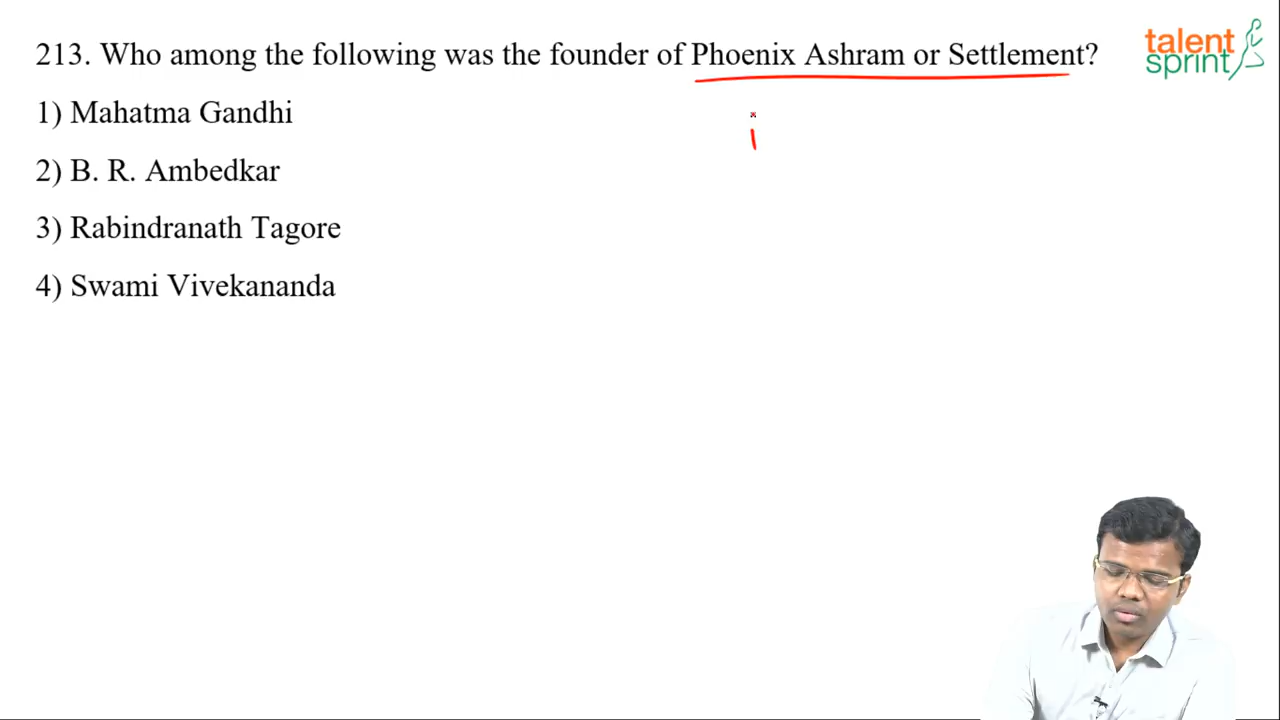 213. Who among the following was the founder of Phoenix Ashram or Settlement?
talent
sprint
1) Mahatma Gandhi
i
2) B. R. Ambedkar
3) Rabindranath Tagore
4) Swami Vivekananda